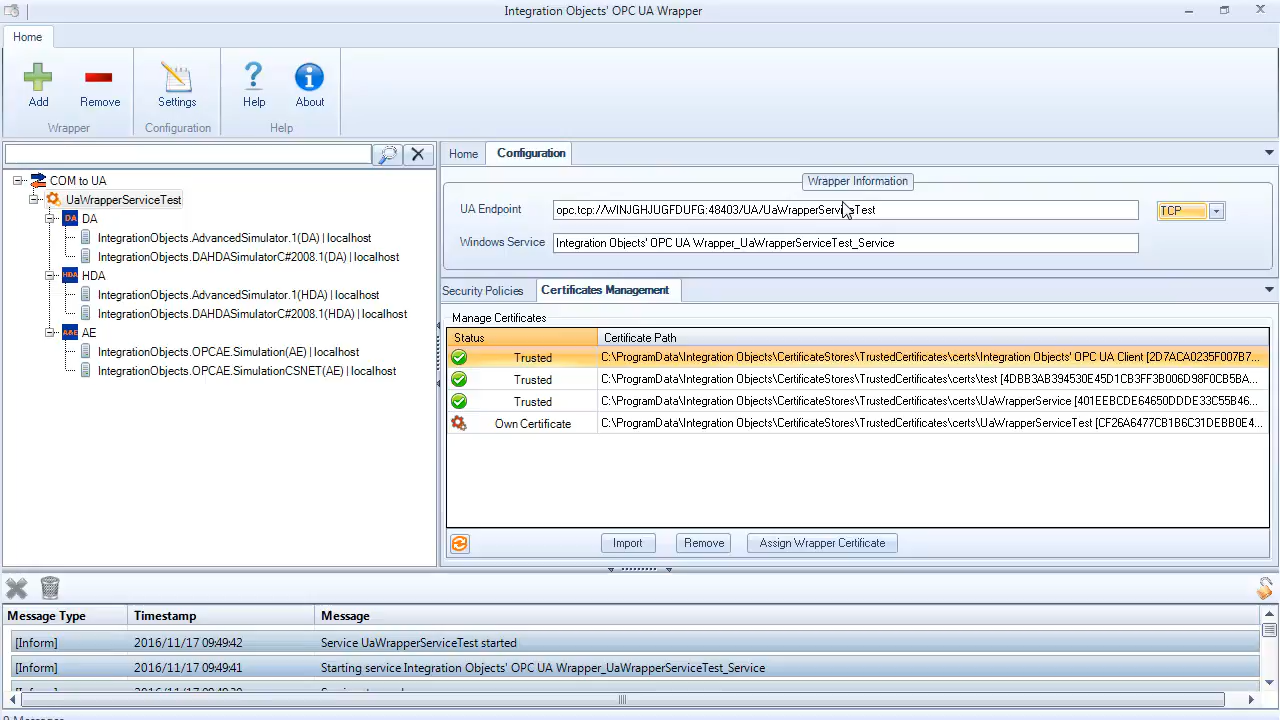 Integration Objects' OPC UA Wrapper
Home
Add
Remove
Settings
Help
About
Wrapper
Configuration
Help
COM to UA
UaWrapperServiceTest
DA
IntegrationObjects.AdvancedSimulator.1(DA) | localhost
IntegrationObjects.DAHDASimulatorC#2008.1(DA) | localhost
HDA
IntegrationObjects.AdvancedSimulator.1(HDA) | localhost
IntegrationObjects.DAHDASimulatorC#2008.1(HDA) | localhost
A&E
AE
IntegrationObjects.OPCAE.Simulation(AE) | localhost
IntegrationObjects.OPCAE.SimulationCSNET(AE) | localhost
Home
Configuration
Wrapper Information
UA Endpoint
opc.tcp://WINJGHJUGFDUFG:48403/UA/UaWrapperServiceTest
TCP
Windows Service
Integration Objects' OPC UA Wrapper_UaWrapperServiceTest_Service
Security Policies
Certificates Management
Manage Certificates
Status Certificate Path
Trusted C:\ProgramData\Integration Objects\CertificateStores\TrustedCertificates\certs\Integration Objects' OPC UA Client [2D7ACA0235F007B7...
Trusted C:\ProgramData\Integration Objects\CertificateStores\TrustedCertificates\certs\test [4DBB3AB394530E45D1CB3FF3B006D98F0CB5BA...
Trusted C:\ProgramData\Integration Objects\CertificateStores\TrustedCertificates\certs\UaWrapperService [401EEBCDE64650DDDE33C55B46...
Own Certificate C:\ProgramData\Integration Objects\CertificateStores\TrustedCertificates\certs\UaWrapperServiceTest [CF26A6477CB1B6C31DEBB0E4...
Import
Remove
Assign Wrapper Certificate
Message Type Timestamp Message
[Inform] 2016/11/17 09:49:42 Service UaWrapperServiceTest started
[Inform] 2016/11/17 09:49:41 Starting service Integration Objects' OPC UA Wrapper_UaWrapperServiceTest_Service